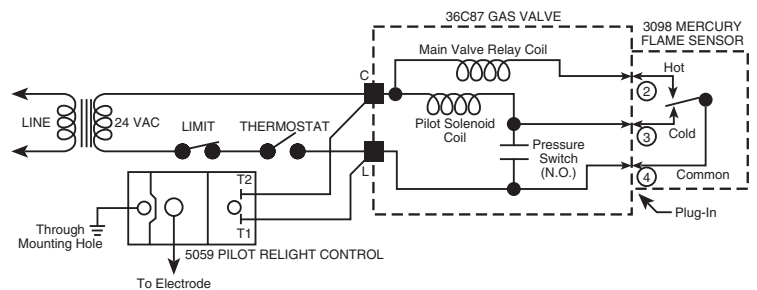 36C87 GAS VALVE
3098 MERCURY
FLAME SENSOR
Main Valve Relay Coil
Hot
C
2
LINE
24 VAC
LIMIT
THERMOSTAT
Pilot Solenoid
Coil
3
Cold
Pressure
Switch
(N.O.)
L
4
Common
T2
Through
Mounting Hole
T1
Plug-In
5059 PILOT RELIGHT CONTROL
To Electrode